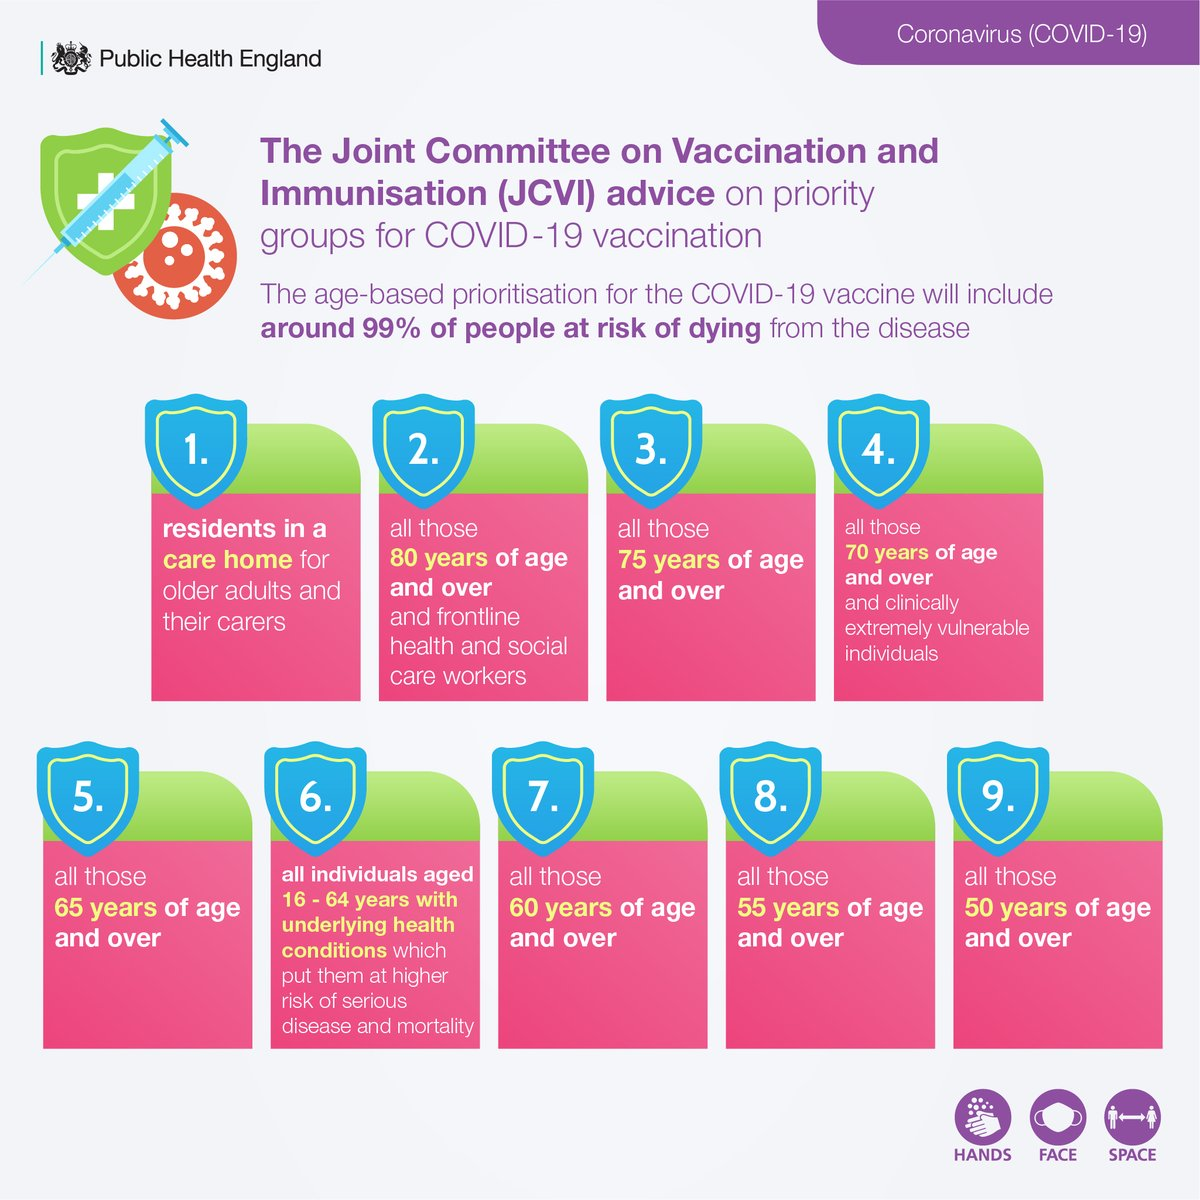 Coronavirus (COVID-19)
Public Health England
The Joint Committee on Vaccination and
Immunisation (JCVI) advice on priority
groups for COVID-19 vaccination
The age-based prioritisation for the COVID-19 vaccine will include
around 99% of people at risk of dying from the disease
1.
residents in a
care home for
older adults and
their carers
2.
all those
80 years of age
and over
and frontline
health and social
care workers
3.
all those
75 years of age
and over
4.
all those
70 years of age
and over
and clinically
extremely vulnerable
individuals
5.
all those
65 years of age
and over
6.
all individuals aged
16 - 64 years with
underlying health
conditions which
put them at higher
risk of serious
disease and mortality
7.
all those
60 years of age
and over
8.
all those
55 years of age
and over
9.
all those
50 years of age
and over
HANDS
FACE
SPACE